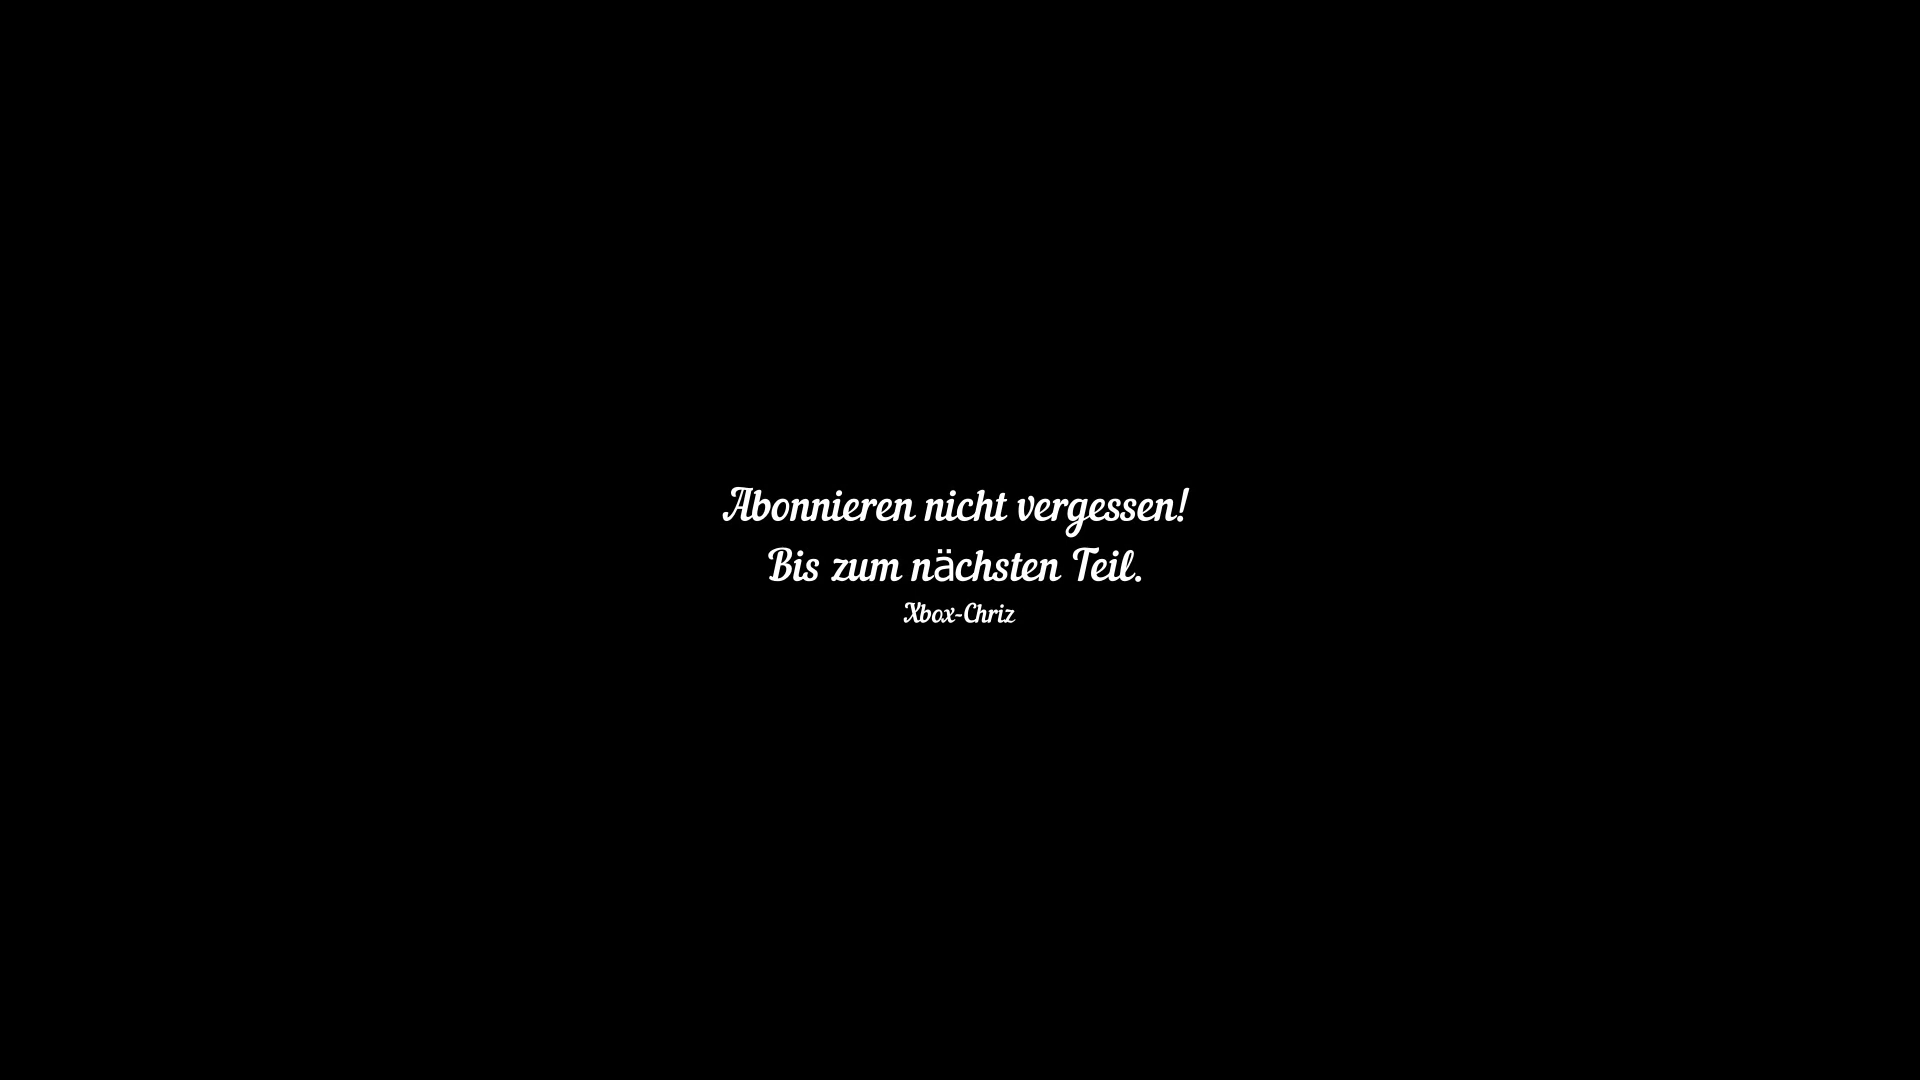 Abonnieren nicht vergessen!
Bis zum nächsten Teil.
Xbox-Chriz